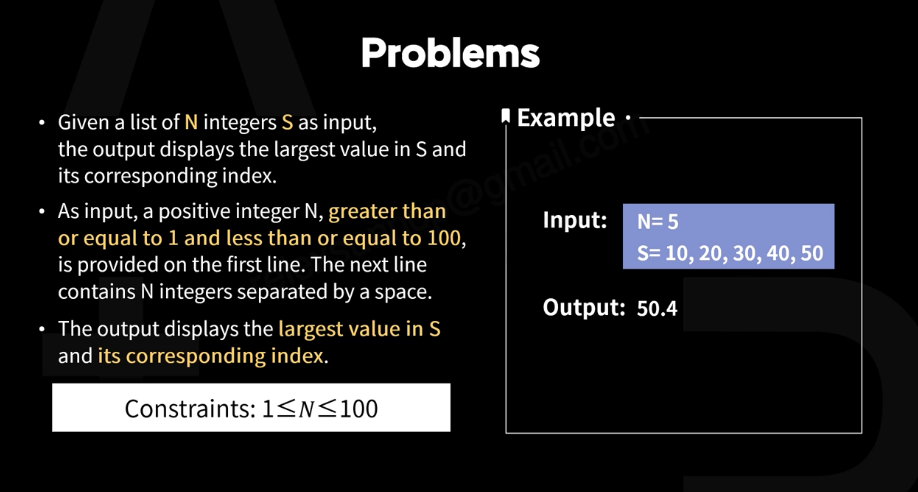 Problems
• Given a list of N integers S as input,
the output displays the largest value in S and
its corresponding index.
• As input, a positive integer N, greater than
or equal to 1 and less than or equal to 100,
is provided on the first line. The next line
contains N integers separated by a space.
• The output displays the largest value in S
and its corresponding index.
Constraints: 1≤N≤100
Example
Input: N= 5
S= 10, 20, 30, 40, 50
Output: 50.4
@gmail.com